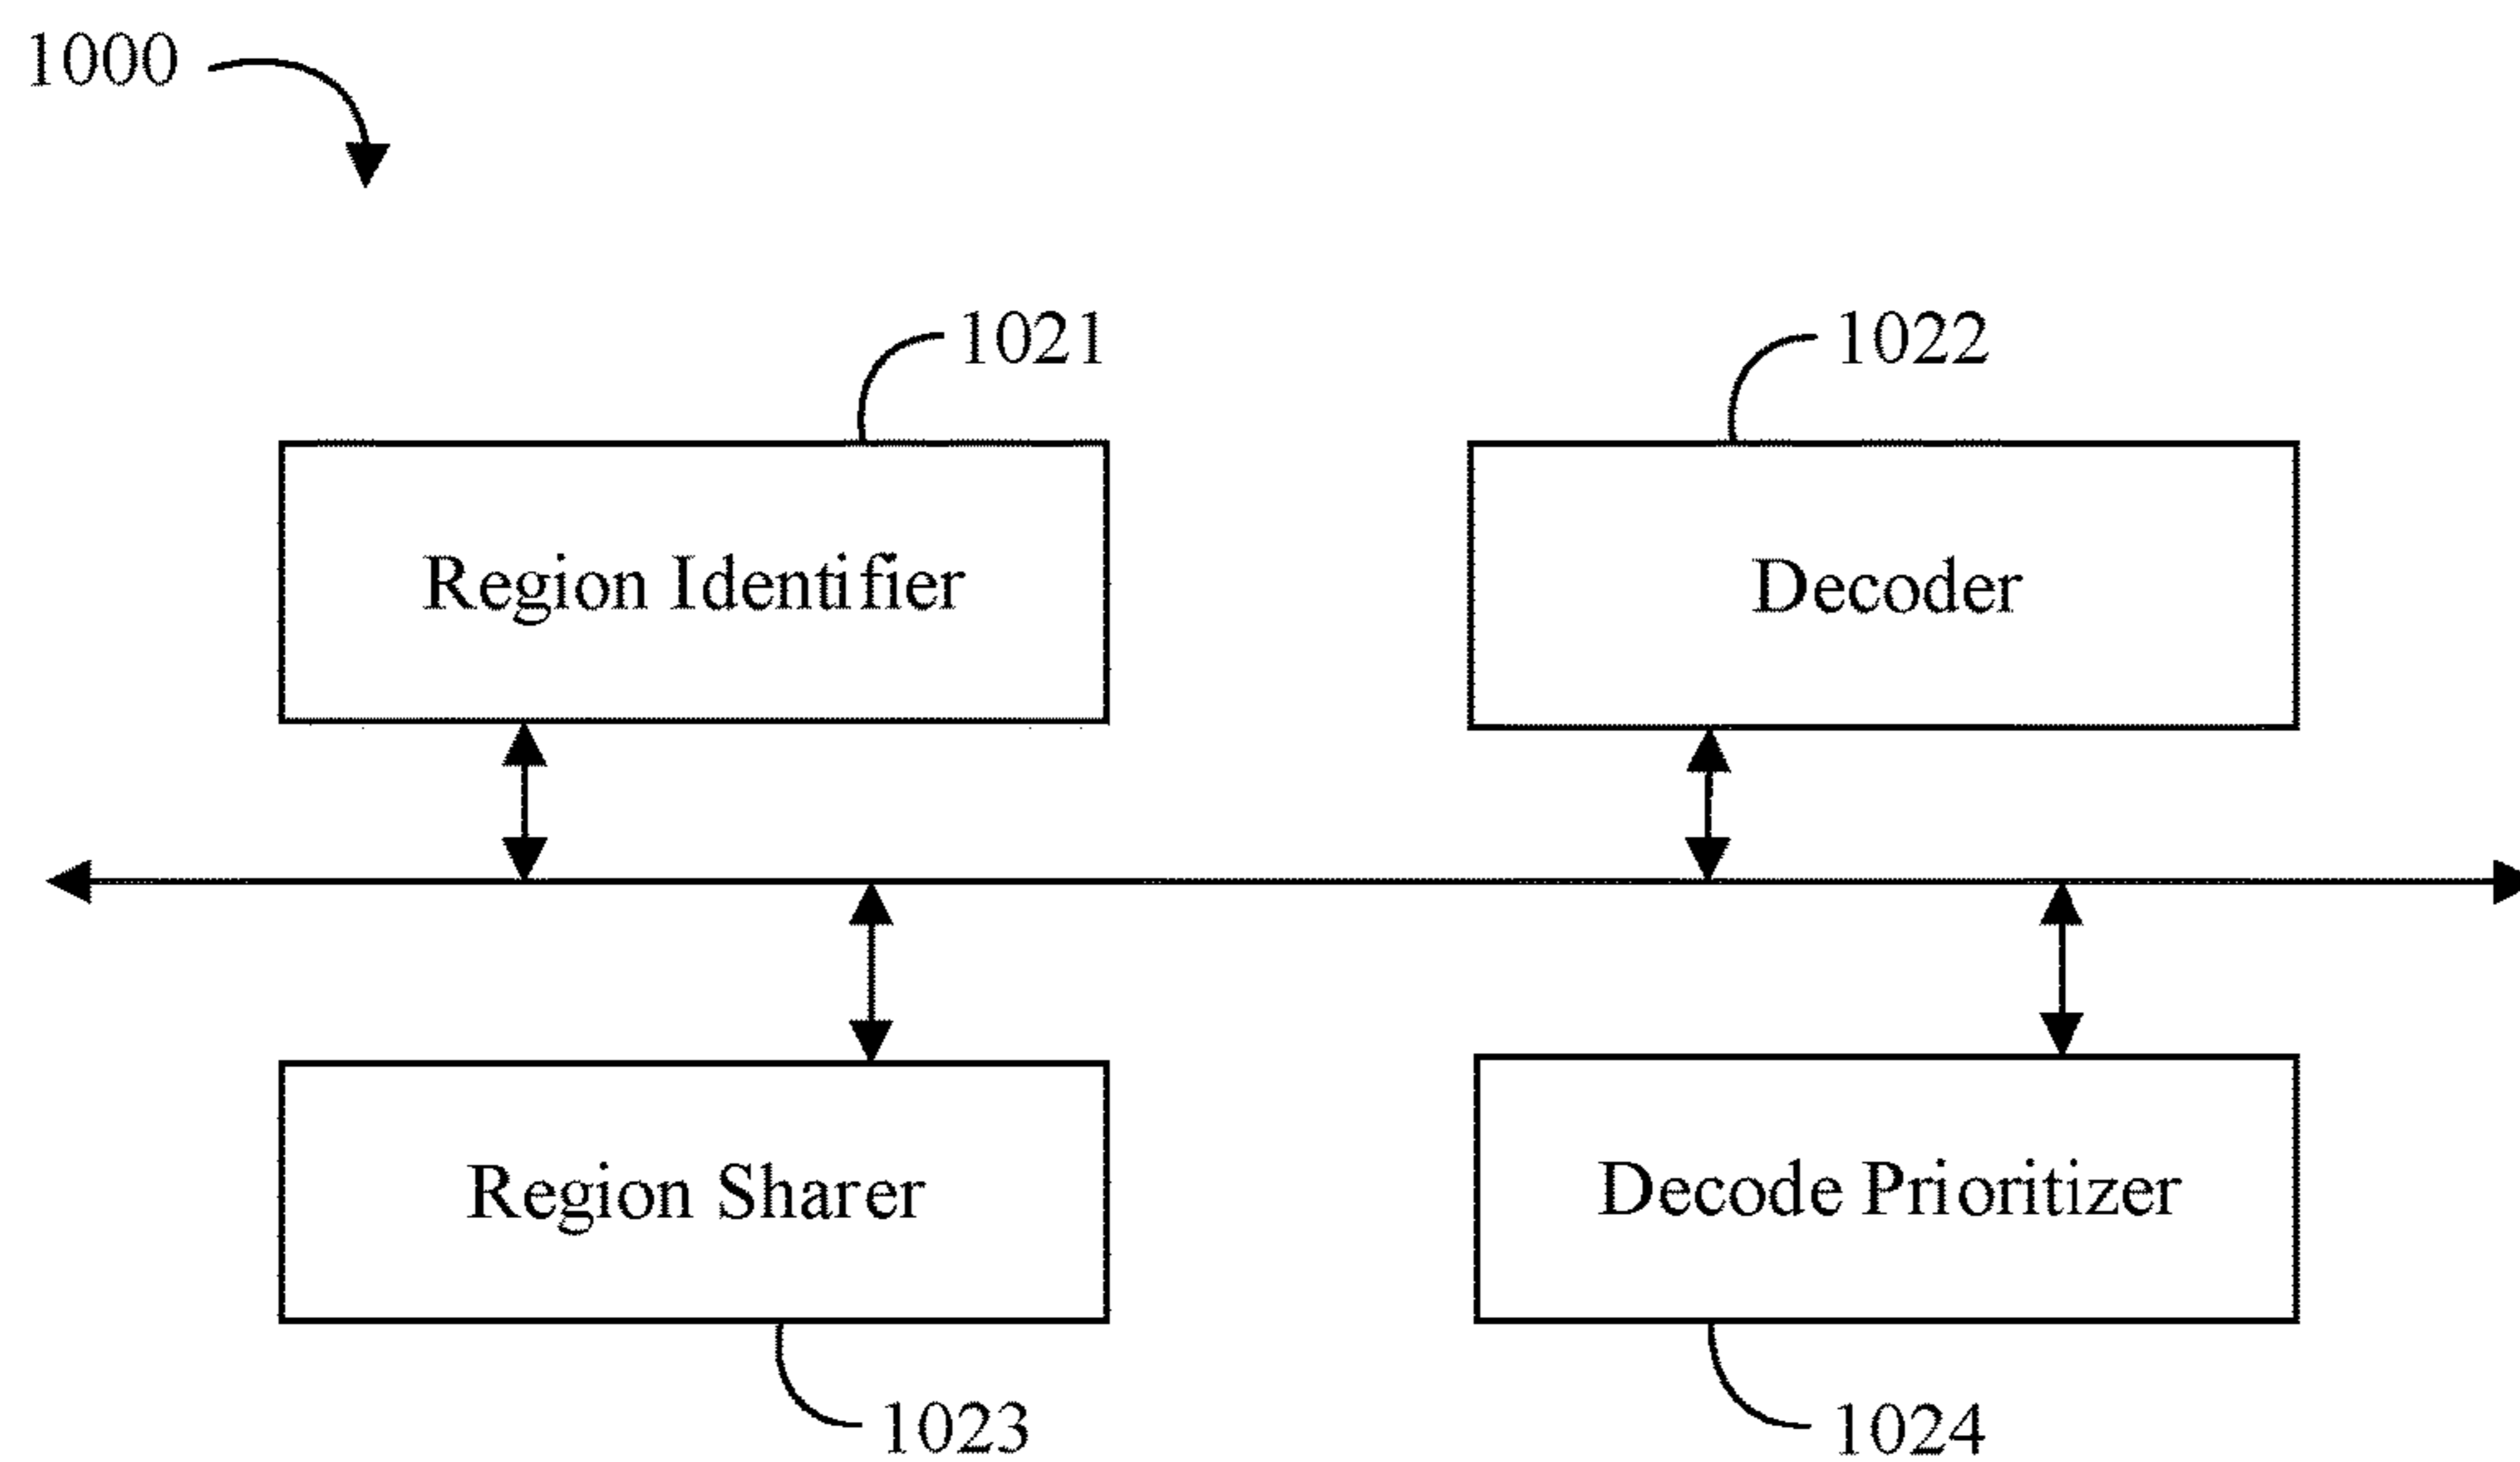 1000
1021
1022
Region Identifier
Decoder
Region Sharer
Decode Prioritizer
1023
1024